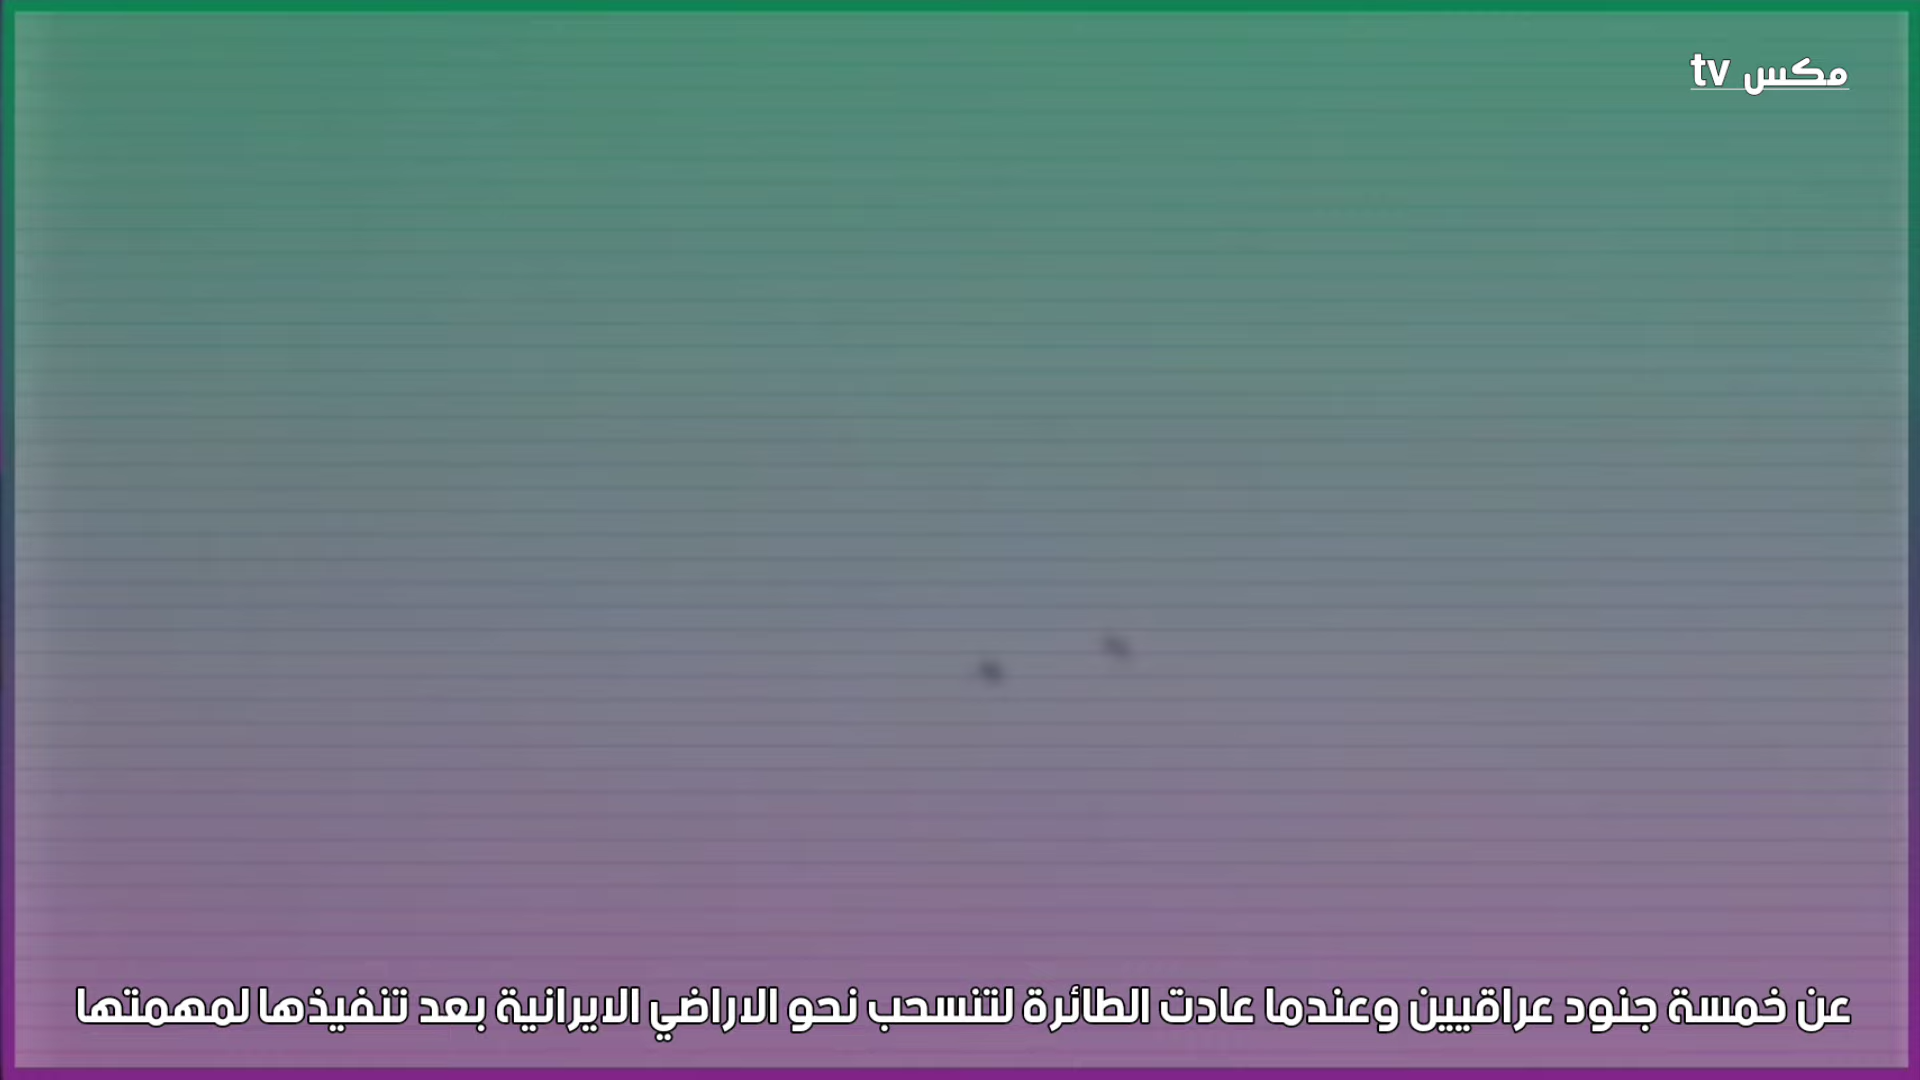 مكس tv
عن خمسة جنود عراقيين وعندما عادت الطائرة لتنسحب نحو الاراضي الايرانية بعد تنفيذها لمهمتها